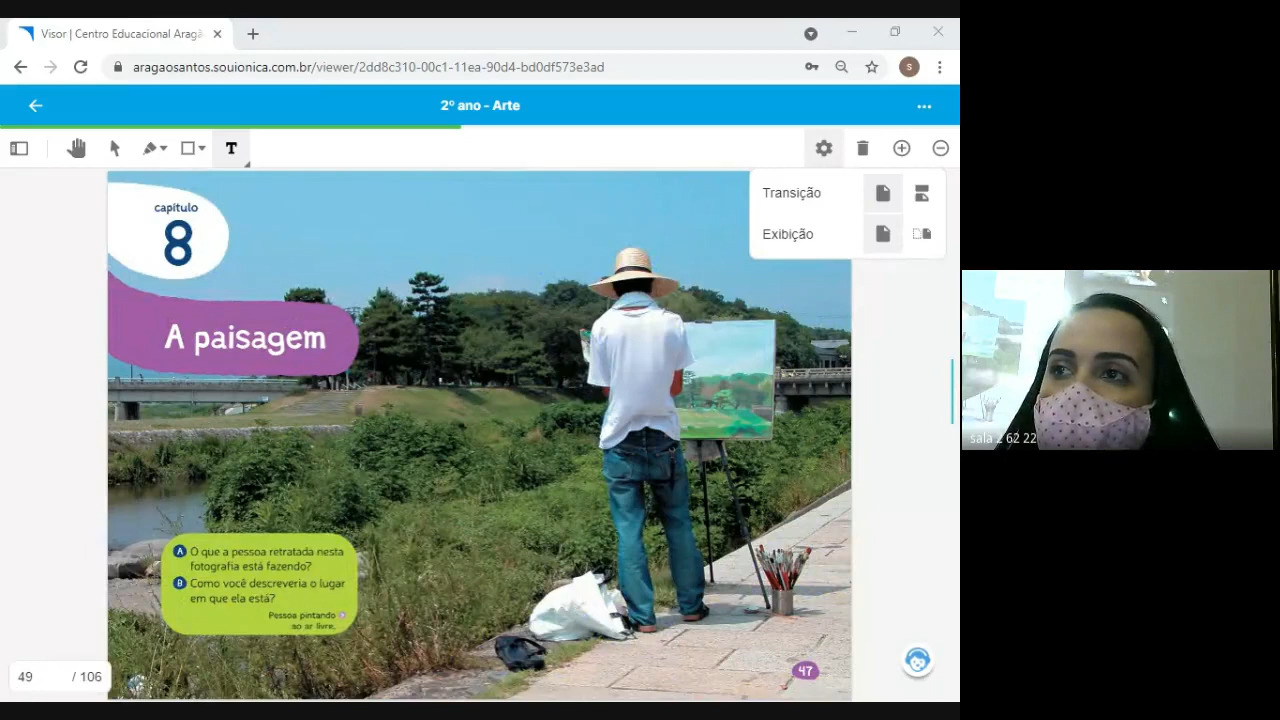 Visor | Centro Educacional Aragã
aragaosantos.souionica.com.br/viewer/2dd8c310-00c1-11ea-90d4-bd0df573e3ad
S
2º ano - Arte
T
Transição
Exibição
capítulo
8
A paisagem
A O que a pessoa retratada nesta
fotografia está fazendo?
B Como você descreveria o lugar
em que ela está?
Pessoa pintando
ao ar livre.
47
49 / 106
sala 2 62 22